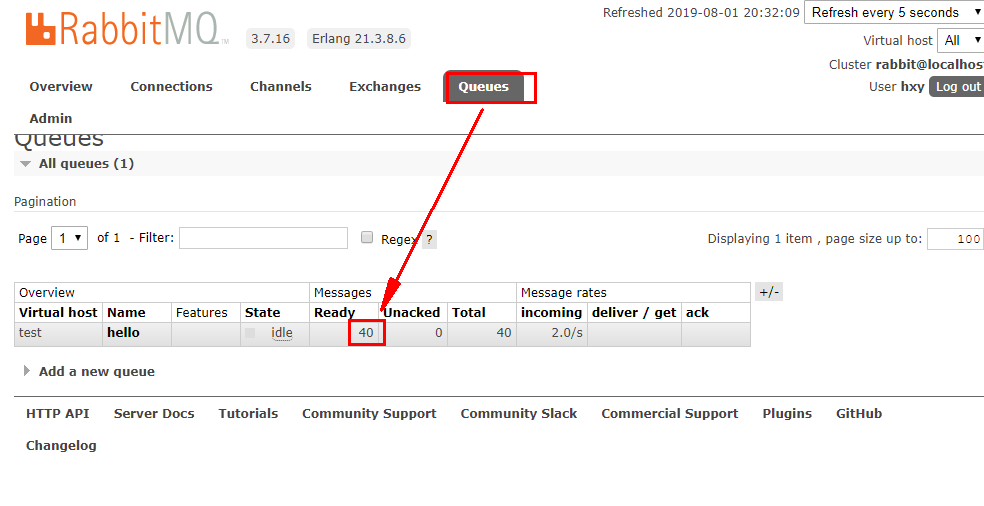 Refreshed 2019-08-01 20:32:09 Refresh every 5 seconds
RabbitMQ TM 3.7.16 Erlang 21.3.8.6
Virtual host All
Cluster rabbit@localhos
User hxy Log out
Overview Connections Channels Exchanges Queues
Admin
Queues
All queues (1)
Pagination
Page 1 of 1 - Filter: Regex ? Displaying 1 item , page size up to: 100
Overview Messages Message rates +/-
Virtual host Name Features State Ready Unacked Total incoming deliver / get ack
test hello idle 40 0 40 2.0/s
Add a new queue
HTTP API Server Docs Tutorials Community Support Community Slack Commercial Support Plugins GitHub
Changelog